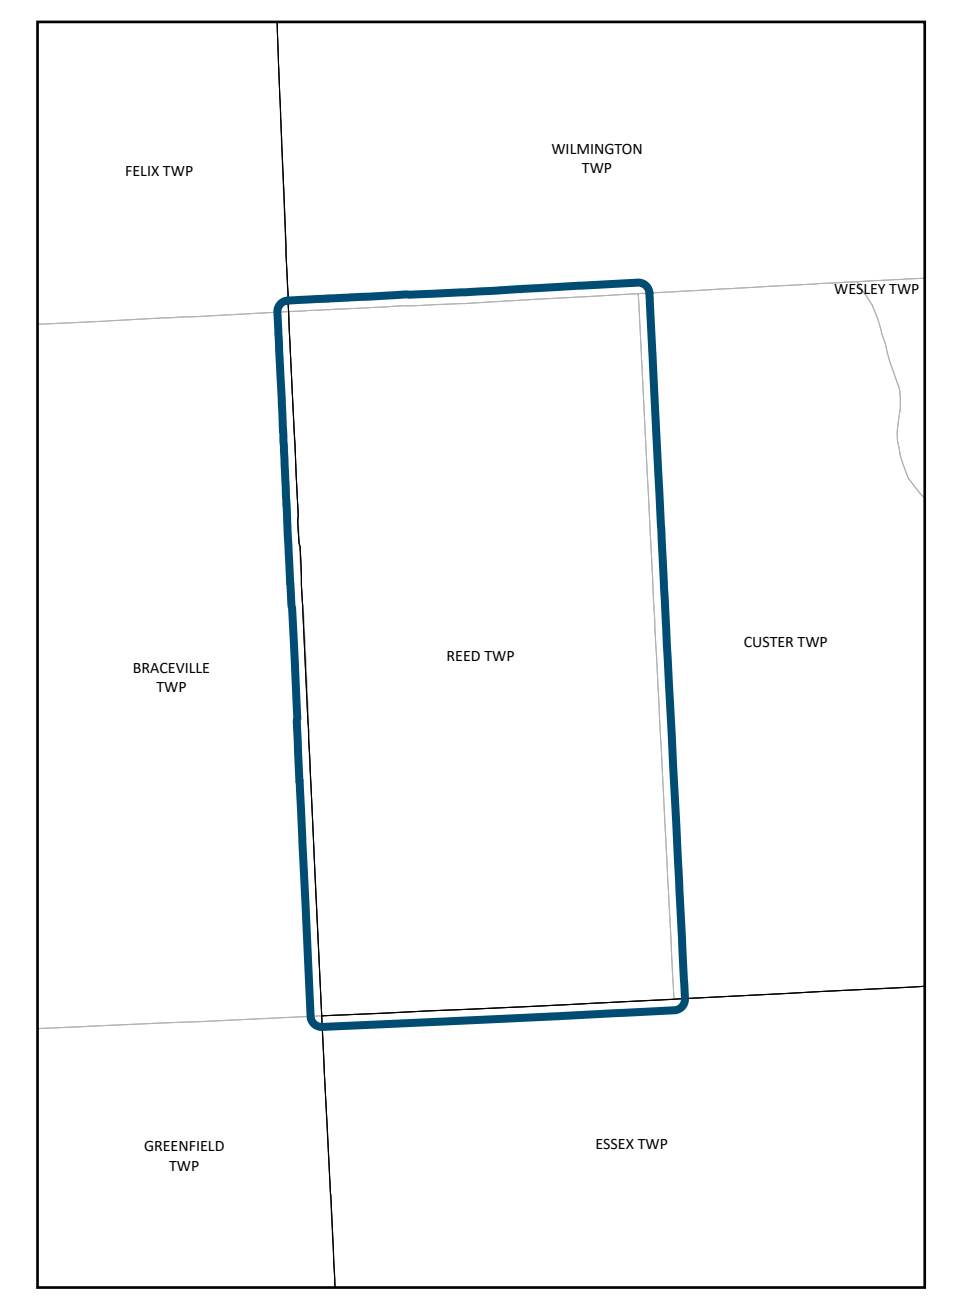 WILMINGTON
TWP
FELIX TWP
WESLEY TWP
CUSTER TWP
REED TWP
BRACEVILLE
TWP
GREENFIELD
TWP
ESSEX TWP